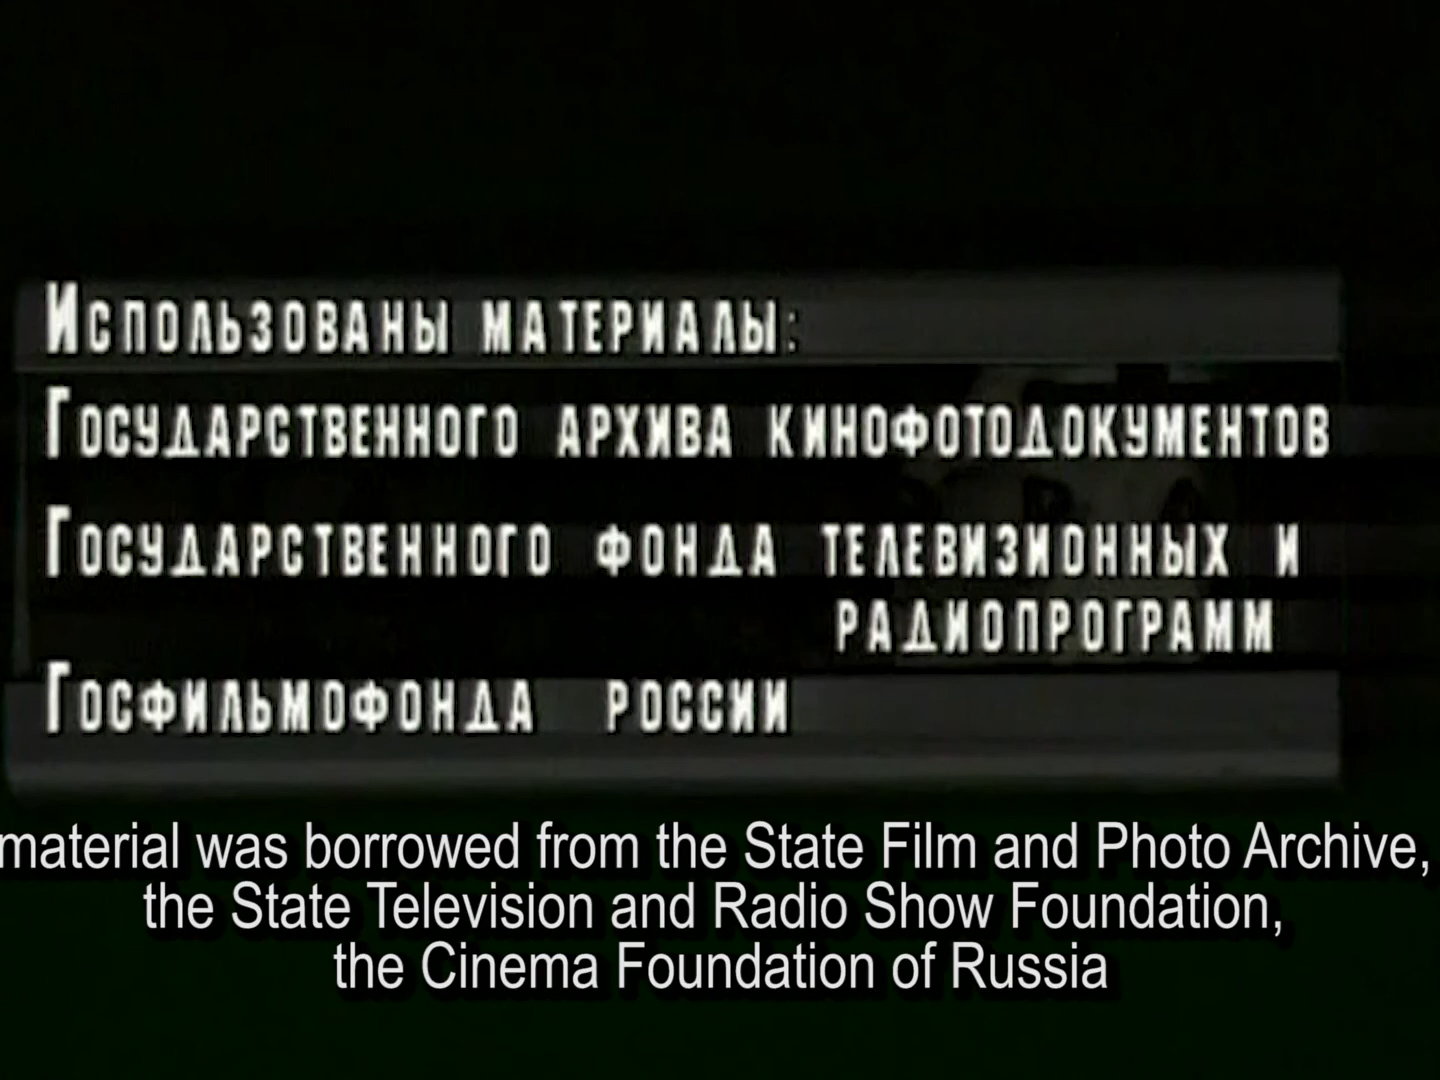 Использованы материалы:
Государственного архива кинофотодокументов
Государственного фонда телевизионных и
радиопрограмм
Госфильмофонда россии
material was borrowed from the State Film and Photo Archive,
the State Television and Radio Show Foundation,
the Cinema Foundation of Russia